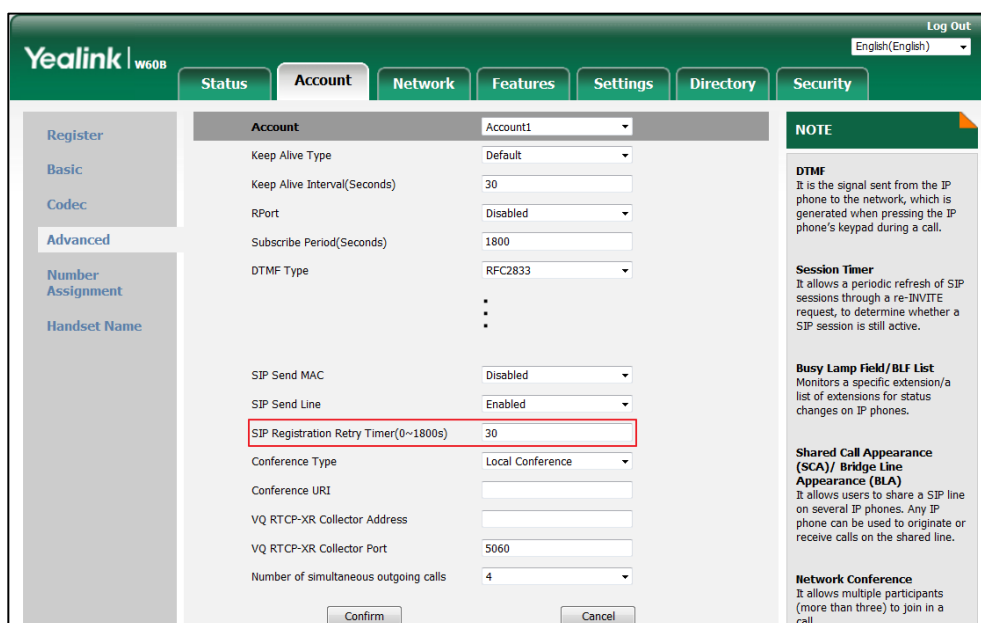 Log Out
English(English)
Yealink | W60B
Status
Account
Network
Features
Settings
Directory
Security
Register
Basic
Codec
Advanced
Number
Assignment
Handset Name
Account Account1
Keep Alive Type Default
Keep Alive Interval(Seconds) 30
RPort Disabled
Subscribe Period(Seconds) 1800
DTMF Type RFC2833
SIP Send MAC Disabled
SIP Send Line Enabled
SIP Registration Retry Timer(0~1800s) 30
Conference Type Local Conference
Conference URI
VQ RTCP-XR Collector Address
VQ RTCP-XR Collector Port 5060
Number of simultaneous outgoing calls 4
Confirm Cancel
NOTE
DTMF
It is the signal sent from the IP
phone to the network, which is
generated when pressing the IP
phone's keypad during a call.
Session Timer
It allows a periodic refresh of SIP
sessions through a re-INVITE
request, to determine whether a
SIP session is still active.
Busy Lamp Field/BLF List
Monitors a specific extension/a
list of extensions for status
changes on IP phones.
Shared Call Appearance
(SCA)/ Bridge Line
Appearance (BLA)
It allows users to share a SIP line
on several IP phones. Any IP
phone can be used to originate or
receive calls on the shared line.
Network Conference
It allows multiple participants
(more than three) to join in a
call.